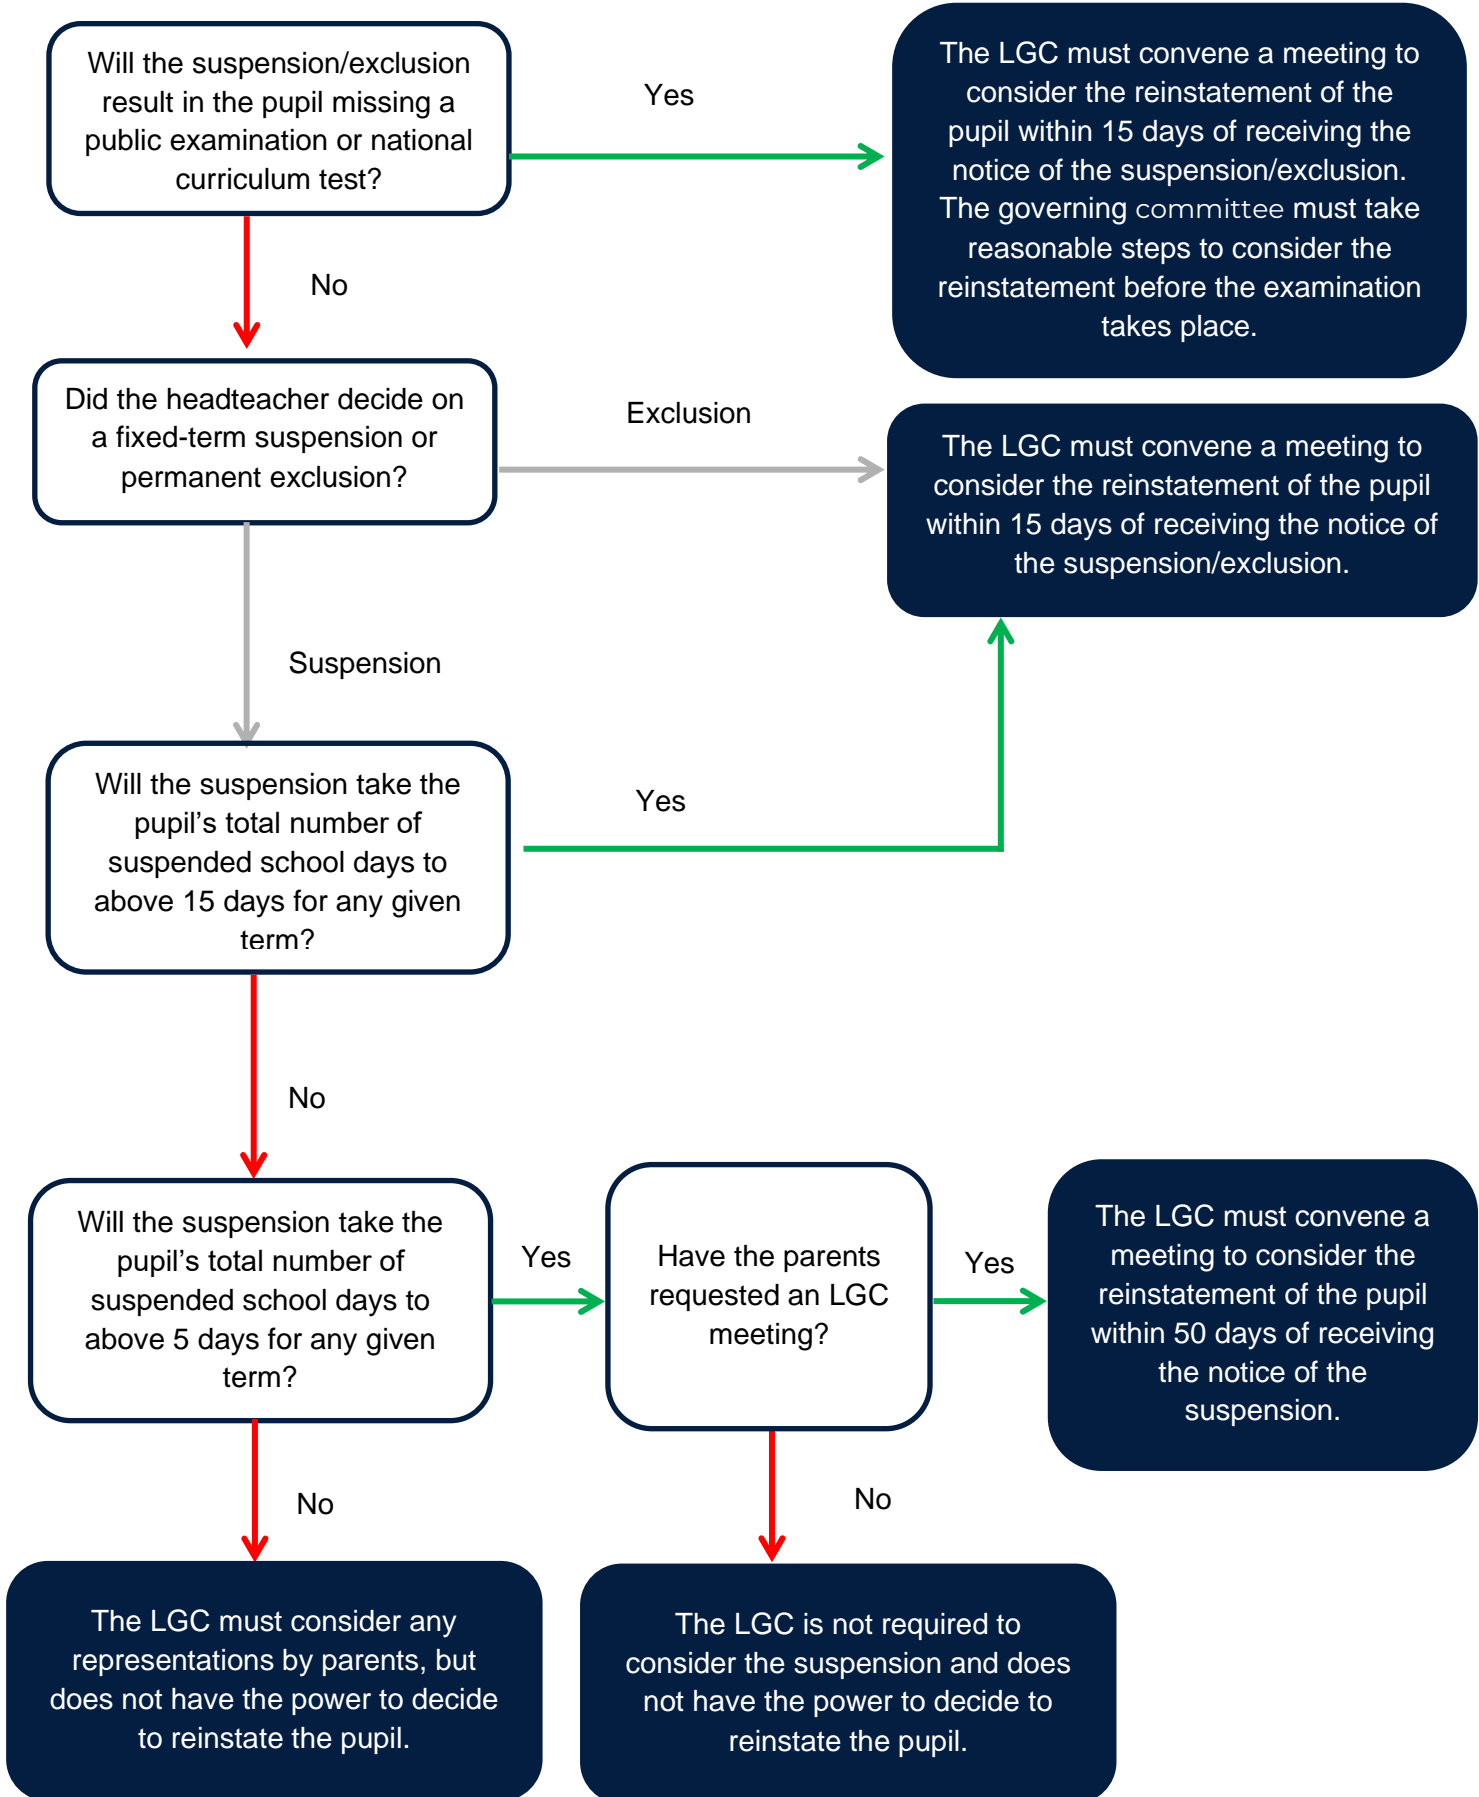 Will the suspension/exclusion
result in the pupil missing a
public examination or national
curriculum test?
Yes
The LGC must convene a meeting to
consider the reinstatement of the
pupil within 15 days of receiving the
notice of the suspension/exclusion.
The governing committee must take
reasonable steps to consider the
reinstatement before the examination
takes place.
No
Did the headteacher decide on
a fixed-term suspension or
permanent exclusion?
Exclusion
The LGC must convene a meeting to
consider the reinstatement of the pupil
within 15 days of receiving the notice of
the suspension/exclusion.
Suspension
Will the suspension take the
pupil’s total number of
suspended school days to
above 15 days for any given
term?
Yes
No
Will the suspension take the
pupil’s total number of
suspended school days to
above 5 days for any given
term?
Yes
Have the parents
requested an LGC
meeting?
Yes
The LGC must convene a
meeting to consider the
reinstatement of the pupil
within 50 days of receiving
the notice of the
suspension.
No
No
The LGC must consider any
representations by parents, but
does not have the power to decide
to reinstate the pupil.
The LGC is not required to
consider the suspension and does
not have the power to decide to
reinstate the pupil.